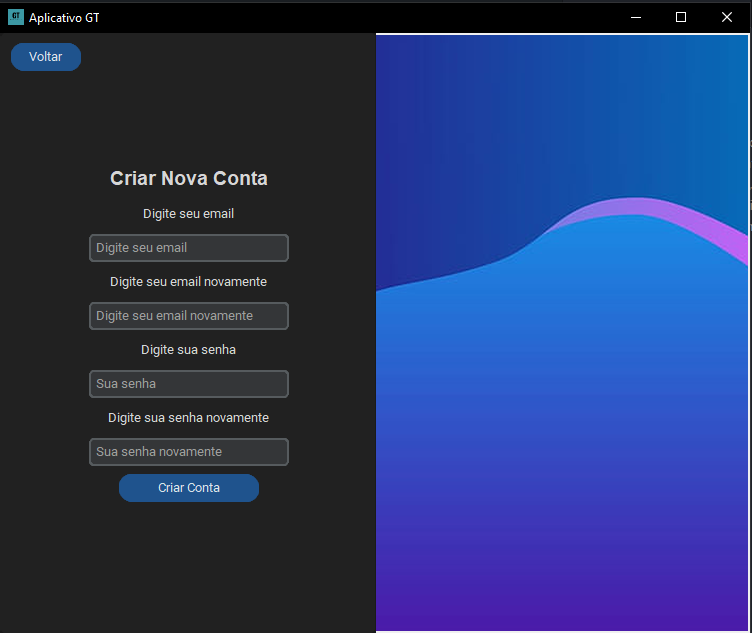 GT
Aplicativo GT
Voltar
Criar Nova Conta
Digite seu email
Digite seu email
Digite seu email novamente
Digite seu email novamente
Digite sua senha
Sua senha
Digite sua senha novamente
Sua senha novamente
Criar Conta